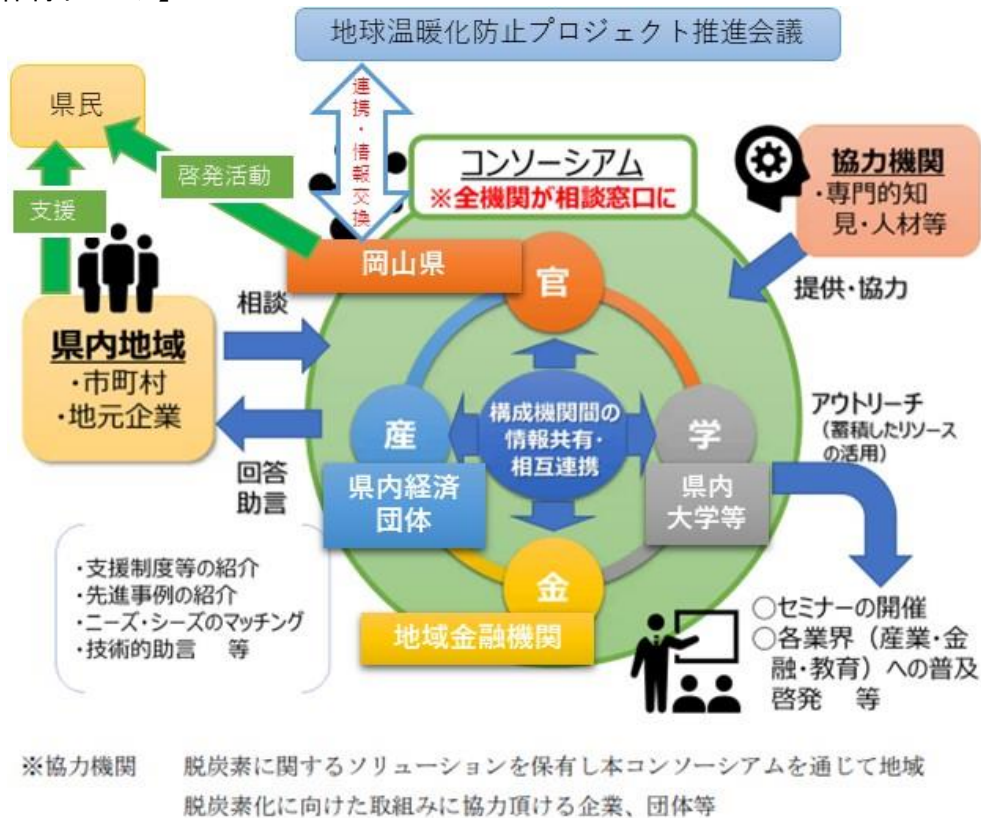 地球温暖化防止プロジェクト推進会議
県民
連携・情報交換
啓発活動
支援
コンソーシアム
※全機関が相談窓口に
協力機関
・専門的知
見・人材等
提供・協力
岡山県
官
相談
県内地域
・市町村
・地元企業
回答
助言
産
県内経済
団体
構成機関間の
情報共有・
相互連携
学
県内
大学等
金
地域金融機関
アウトリーチ
(蓄積したリソース
の活用)
・支援制度等の紹介
・先進事例の紹介
・ニーズ・シーズのマッチング
・技術的助言 等
○セミナーの開催
○各業界（産業・金
融・教育）への普及
啓発 等
※協力機関 脱炭素に関するソリューションを保有し本コンソーシアムを通じて地域
脱炭素化に向けた取組みに協力頂ける企業、団体等